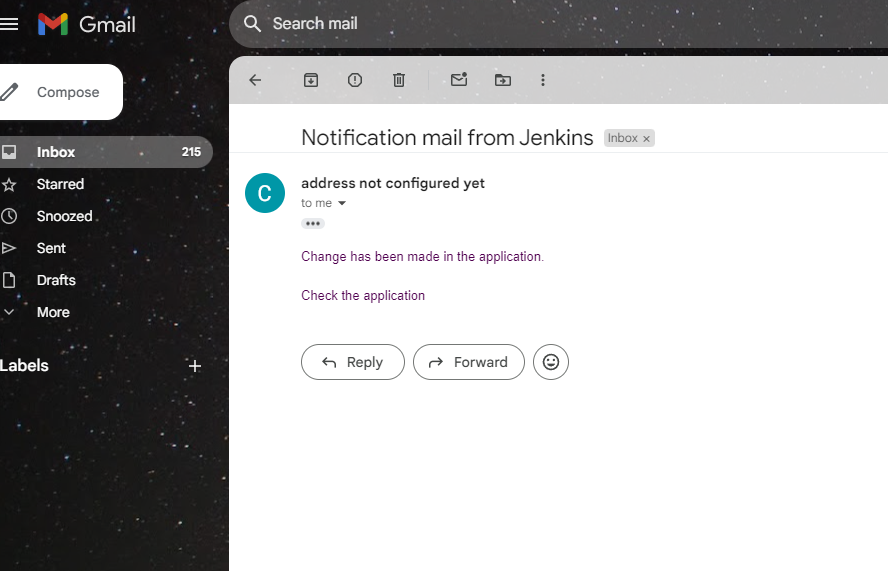 Gmail
Search mail
Compose
Inbox 215
Starred
Snoozed
Sent
Drafts
More
Labels
Notification mail from Jenkins Inbox ×
C
address not configured yet
to me
Change has been made in the application.
Check the application
Reply Forward